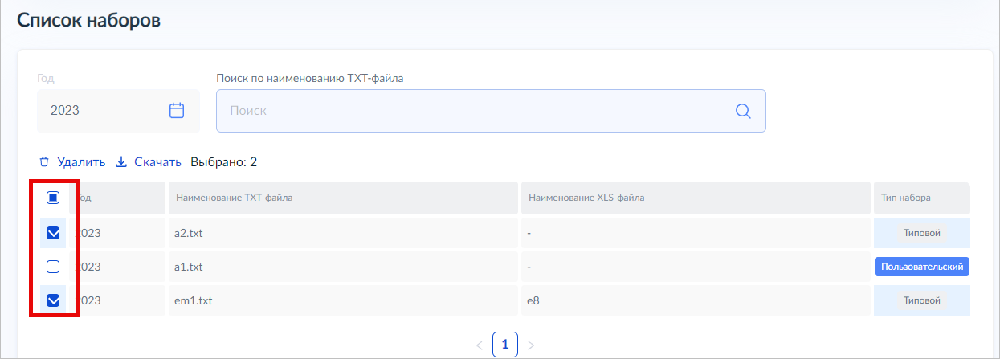 Список наборов
Год
Поиск по наименованию TXT-файла
2023
Поиск
Удалить Скачать Выбрано: 2
Год Наименование TXT-файла Наименование XLS-файла Тип набора
2023 a2.txt - Типовой
2023 a1.txt - Пользовательский
2023 em1.txt e8 Типовой
1